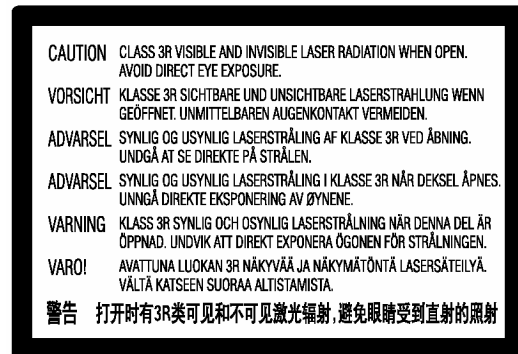 CAUTION CLASS 3R VISIBLE AND INVISIBLE LASER RADIATION WHEN OPEN.
AVOID DIRECT EYE EXPOSURE.
VORSICHT KLASSE 3R SICHTBARE UND UNSICHTBARE LASERSTRAHLUNG WENN
GEÖFFNET. UNMITTELBAREN AUGENKONTAKT VERMEIDEN.
ADVARSEL SYNLIG OG USYNLIG LASERSTRÅLING AF KLASSE 3R VED ÅBNING.
UNDGÅ AT SE DIREKTE PÅ STRÅLEN.
ADVARSEL SYNLIG OG USYNLIG LASERSTRÅLING I KLASSE 3R NÅR DEKSEL ÅPNES.
UNNGÅ DIREKTE EKSPONERING AV ØYNENE.
VARNING KLASS 3R SYNLIG OCH OSYNLIG LASERSTRÅLNING NÄR DENNA DEL ÄR
ÖPPNAD. UNDVIK ATT DIREKT EXPONERA ÖGONEN FÖR STRÅLNINGEN.
VARO! AVATTUNA LUOKAN 3R NÄKYVÄÄ JA NÄKYMÄTÖNTÄ LASERSÄTEILYÄ.
VÄLTÄ KATSEEN SUORAA ALTISTAMISTA.
警告 打开时有3R类可见和不可见激光辐射,避免眼睛受到直射的照射